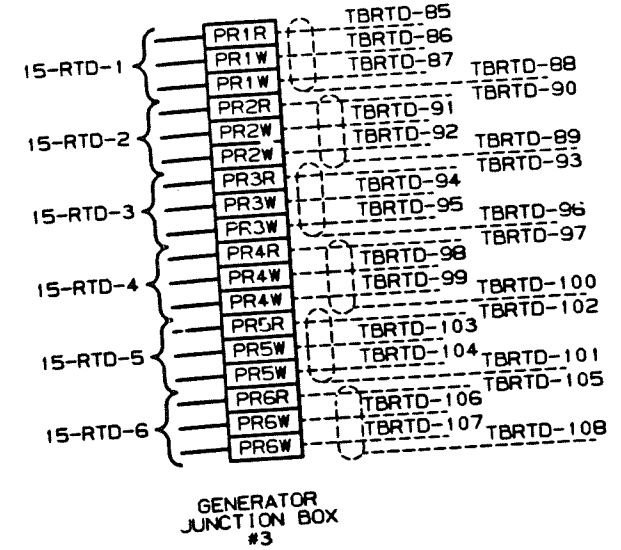 TBRTD-85
PR1R TBRTD-86
15-RTD-1 PR1W TBRTD-87 TBRTD-88
PR1W TBRTD-90
PR2R TBRTD-91
15-RTD-2 PR2W TBRTD-92 TBRTD-89
PR2W TBRTD-93
PR3R TBRTD-94
15-RTD-3 PR3W TBRTD-95 TBRTD-96
PR3W TBRTD-97
PR4R TBRTD-98
15-RTD-4 PR4W TBRTD-99 TBRTD-100
PR4W TBRTD-102
PR5R TBRTD-103
15-RTD-5 PR5W TBRTD-104 TBRTD-101
PR5W TBRTD-105
PR6R TBRTD-106
15-RTD-6 PR6W TBRTD-107 TBRTD-108
PR6W
GENERATOR
JUNCTION BOX
#3